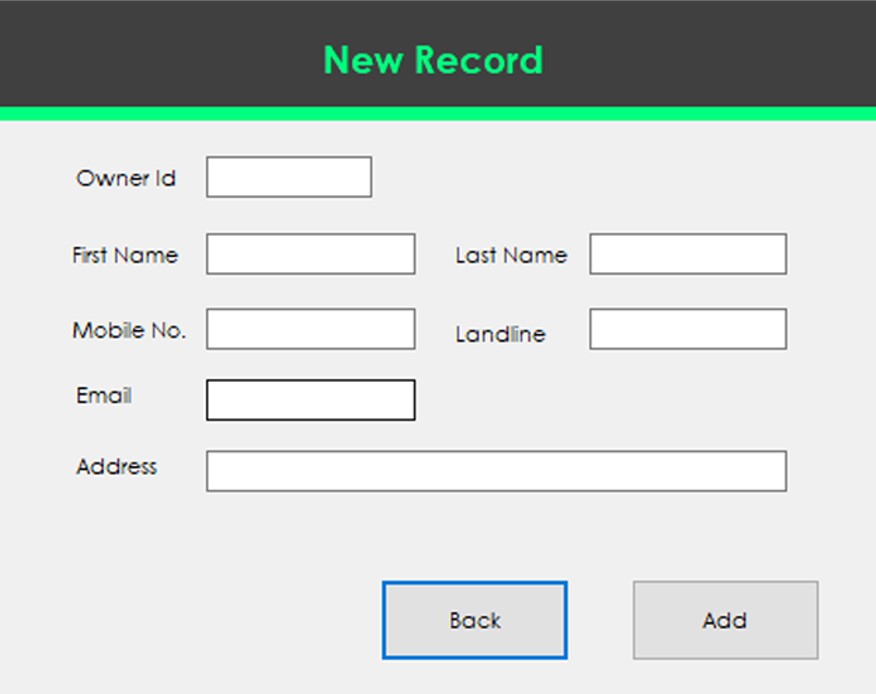 New Record
Owner Id
First Name
Last Name
Mobile No.
Landline
Email
Address
Back
Add